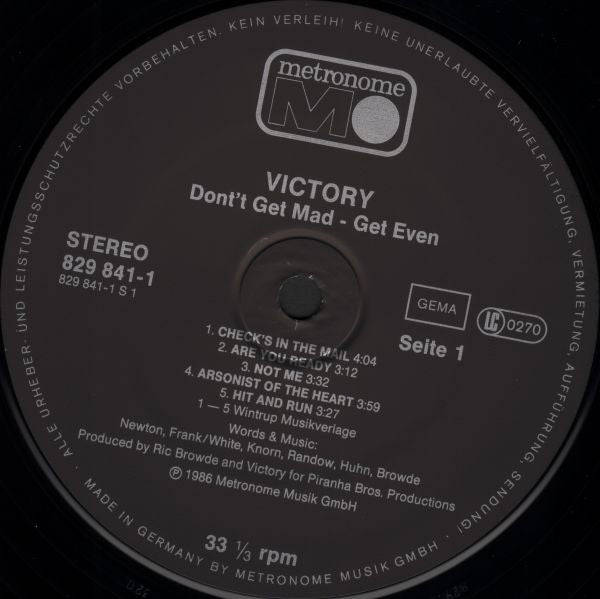 metronome
M
VICTORY
Dont't Get Mad - Get Even
STEREO
829 841-1
829 841-1 S 1
GEMA
LC 0270
Seite 1
1. CHECK'S IN THE MAIL 4:04
2. ARE YOU READY 3:12
3. NOT ME 3:32
4. ARSONIST OF THE HEART 3:59
5. HIT AND RUN 3:27
1 — 5 Wintrup Musikverlage
Words & Music:
Newton, Frank/White, Knorn, Randow, Huhn, Browde
Produced by Ric Browde and Victory for Piranha Bros. Productions
℗ 1986 Metronome Musik GmbH
33 1/3 rpm
· ALLE URHEBER- UND LEISTUNGSSCHUTZRECHTE VORBEHALTEN. KEIN VERLEIH! KEINE UNERLAUBTE VERVIELFÄLTIGUNG, VERMIETUNG, AUFFÜHRUNG, SENDUNG! ·
MADE IN GERMANY BY METRONOME MUSIK GMBH